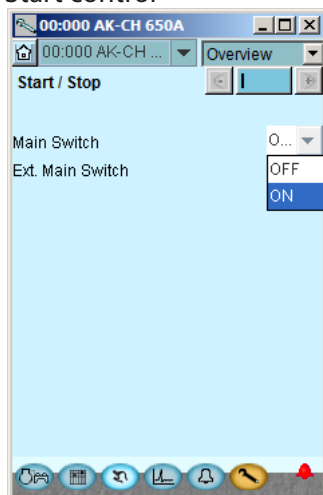 Start control
00:000 AK-CH 650A
00:000 AK-CH ... Overview
Start / Stop
Main Switch O...
Ext. Main Switch OFF
ON